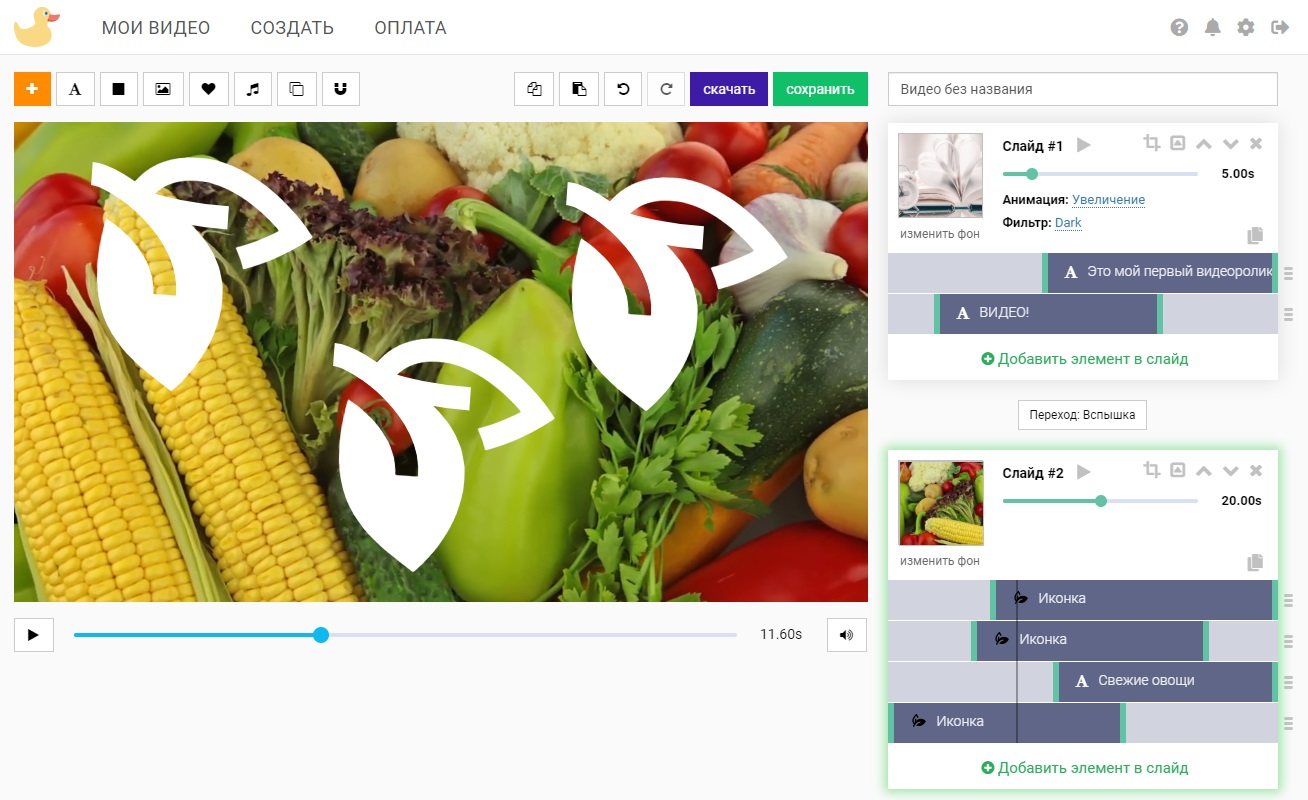 МОИ ВИДЕО
СОЗДАТЬ
ОПЛАТА
A
скачать
сохранить
Видео без названия
11.60s
Слайд #1
5.00s
Анимация: Увеличение
Фильтр: Dark
изменить фон
A Это мой первый видеоролик
A ВИДЕО!
Добавить элемент в слайд
Переход: Вспышка
Слайд #2
20.00s
изменить фон
Иконка
Иконка
A Свежие овощи
Иконка
Добавить элемент в слайд